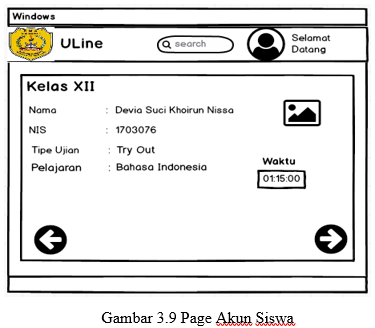 Windows
ULine
search
Selamat
Datang
Kelas XII
Nama : Devia Suci Khoirun Nissa
NIS : 1703076
Tipe Ujian : Try Out
Pelajaran : Bahasa Indonesia
Waktu
01:15:00
Gambar 3.9 Page Akun Siswa